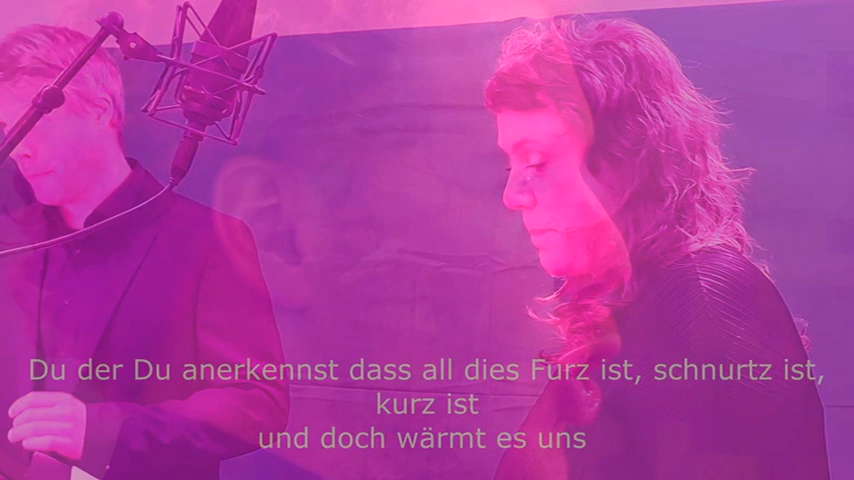 Du der Du anerkennst dass all dies Furz ist, schnurtz ist,
kurz ist
und doch wärmt es uns